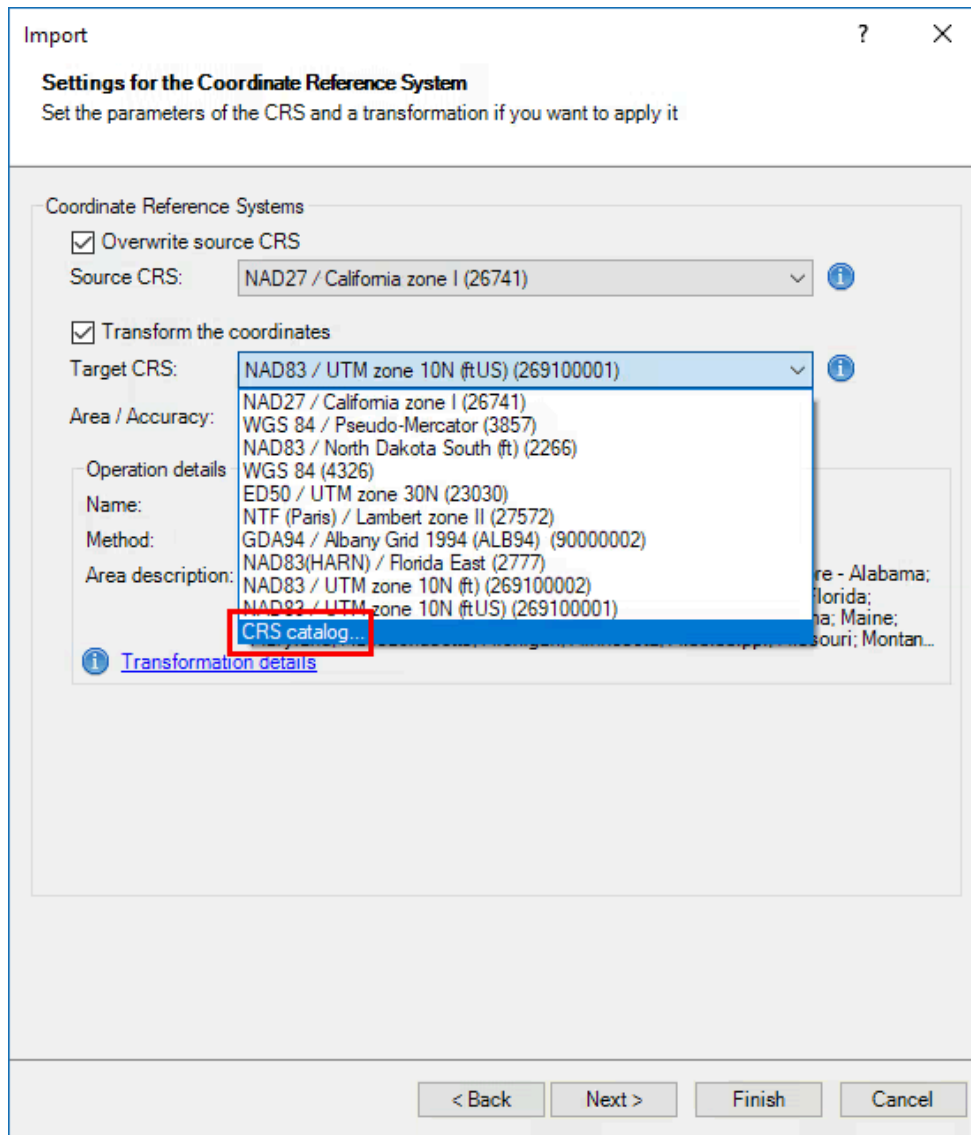 Import
?
Settings for the Coordinate Reference System
Set the parameters of the CRS and a transformation if you want to apply it
Coordinate Reference Systems
Overwrite source CRS
Source CRS:
NAD27 / California zone I (26741)
Transform the coordinates
Target CRS:
NAD83 / UTM zone 10N (ftUS) (269100001)
Area / Accuracy:
NAD27 / California zone I (26741)
WGS 84 / Pseudo-Mercator (3857)
NAD83 / North Dakota South (ft) (2266)
WGS 84 (4326)
ED50 / UTM zone 30N (23030)
NTF (Paris) / Lambert zone II (27572)
GDA94 / Albany Grid 1994 (ALB94) (90000002)
NAD83(HARN) / Florida East (2777)
NAD83 / UTM zone 10N (ft) (269100002)
NAD83 / UTM zone 10N (ftUS) (269100001)
CRS catalog...
Operation details
Name:
Method:
Area description:
re - Alabama;
Florida;
na; Maine;
souri; Montan...
Transformation details
< Back
Next >
Finish
Cancel